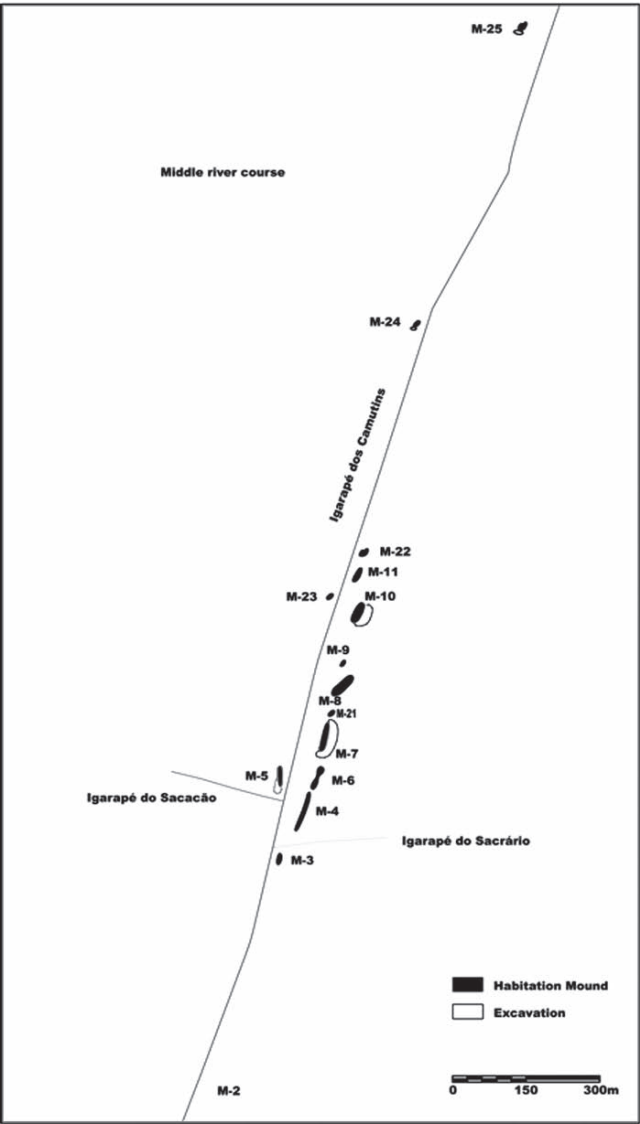 M-25
Middle river course
M-24
Igarapé dos Camutins
M-22
M-11
M-23
M-10
M-9
M-8
M-21
M-7
M-5
M-6
Igarapé do Sacacão
M-4
Igarapé do Sacrário
M-3
Habitation Mound
Excavation
0 150 300m
M-2